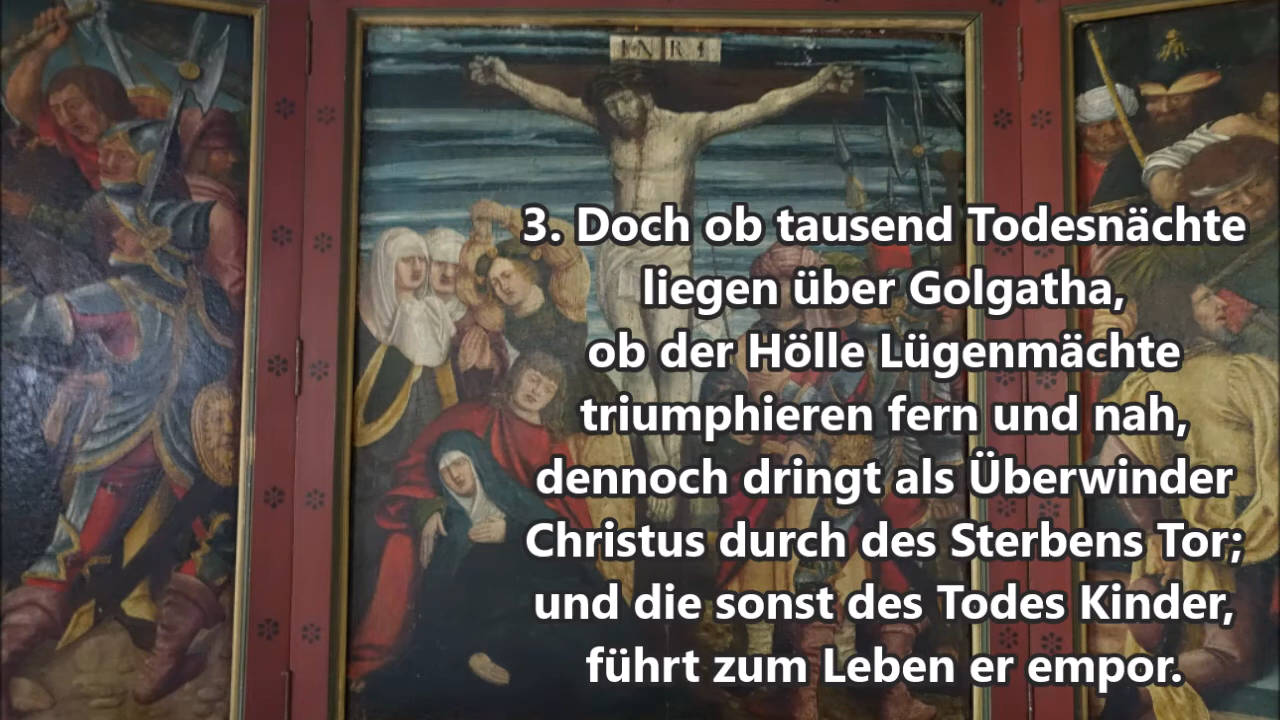 INRI
3. Doch ob tausend Todesnächte
liegen über Golgatha,
ob der Hölle Lügenmächte
triumphieren fern und nah,
dennoch dringt als Überwinder
Christus durch des Sterbens Tor;
und die sonst des Todes Kinder,
führt zum Leben er empor.